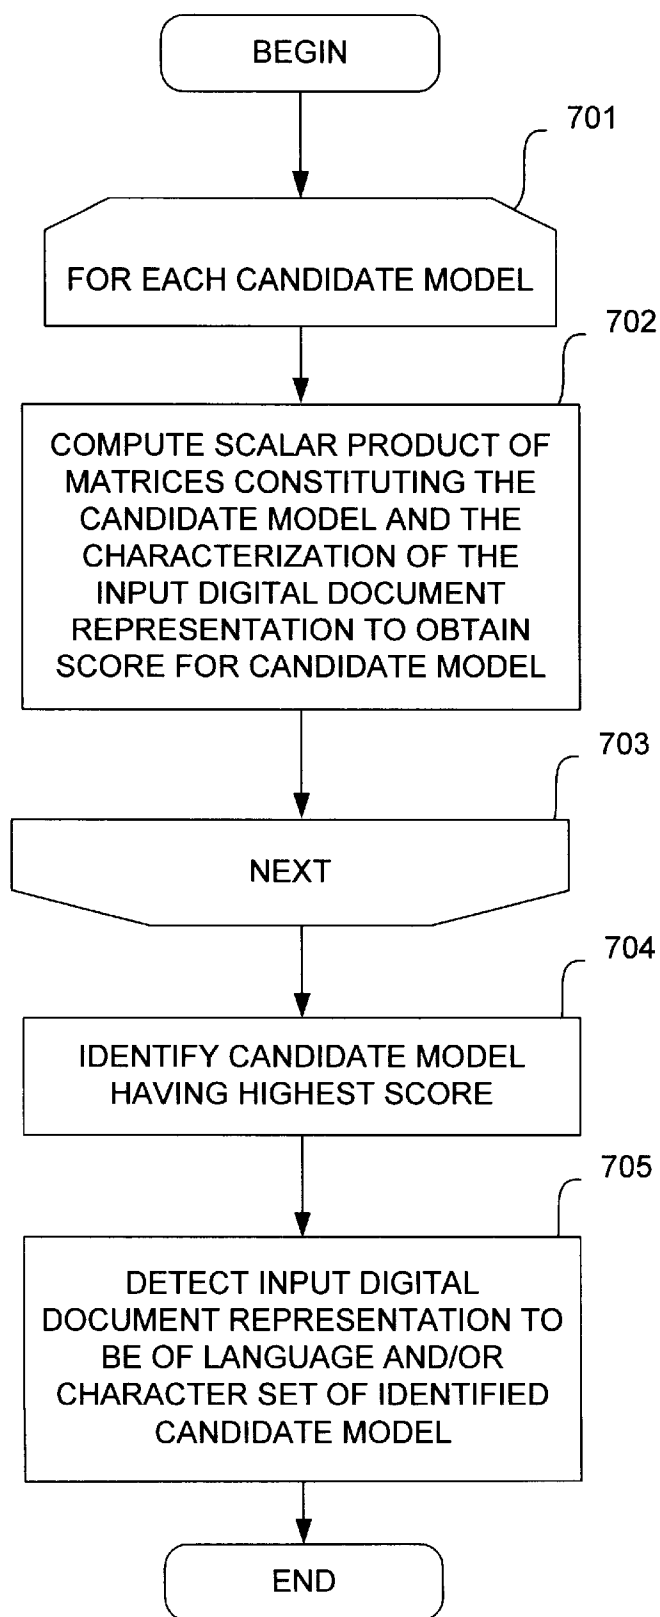 BEGIN
701
FOR EACH CANDIDATE MODEL
702
COMPUTE SCALAR PRODUCT OF
MATRICES CONSTITUTING THE
CANDIDATE MODEL AND THE
CHARACTERIZATION OF THE
INPUT DIGITAL DOCUMENT
REPRESENTATION TO OBTAIN
SCORE FOR CANDIDATE MODEL
703
NEXT
704
IDENTIFY CANDIDATE MODEL
HAVING HIGHEST SCORE
705
DETECT INPUT DIGITAL
DOCUMENT REPRESENTATION TO
BE OF LANGUAGE AND/OR
CHARACTER SET OF IDENTIFIED
CANDIDATE MODEL
END